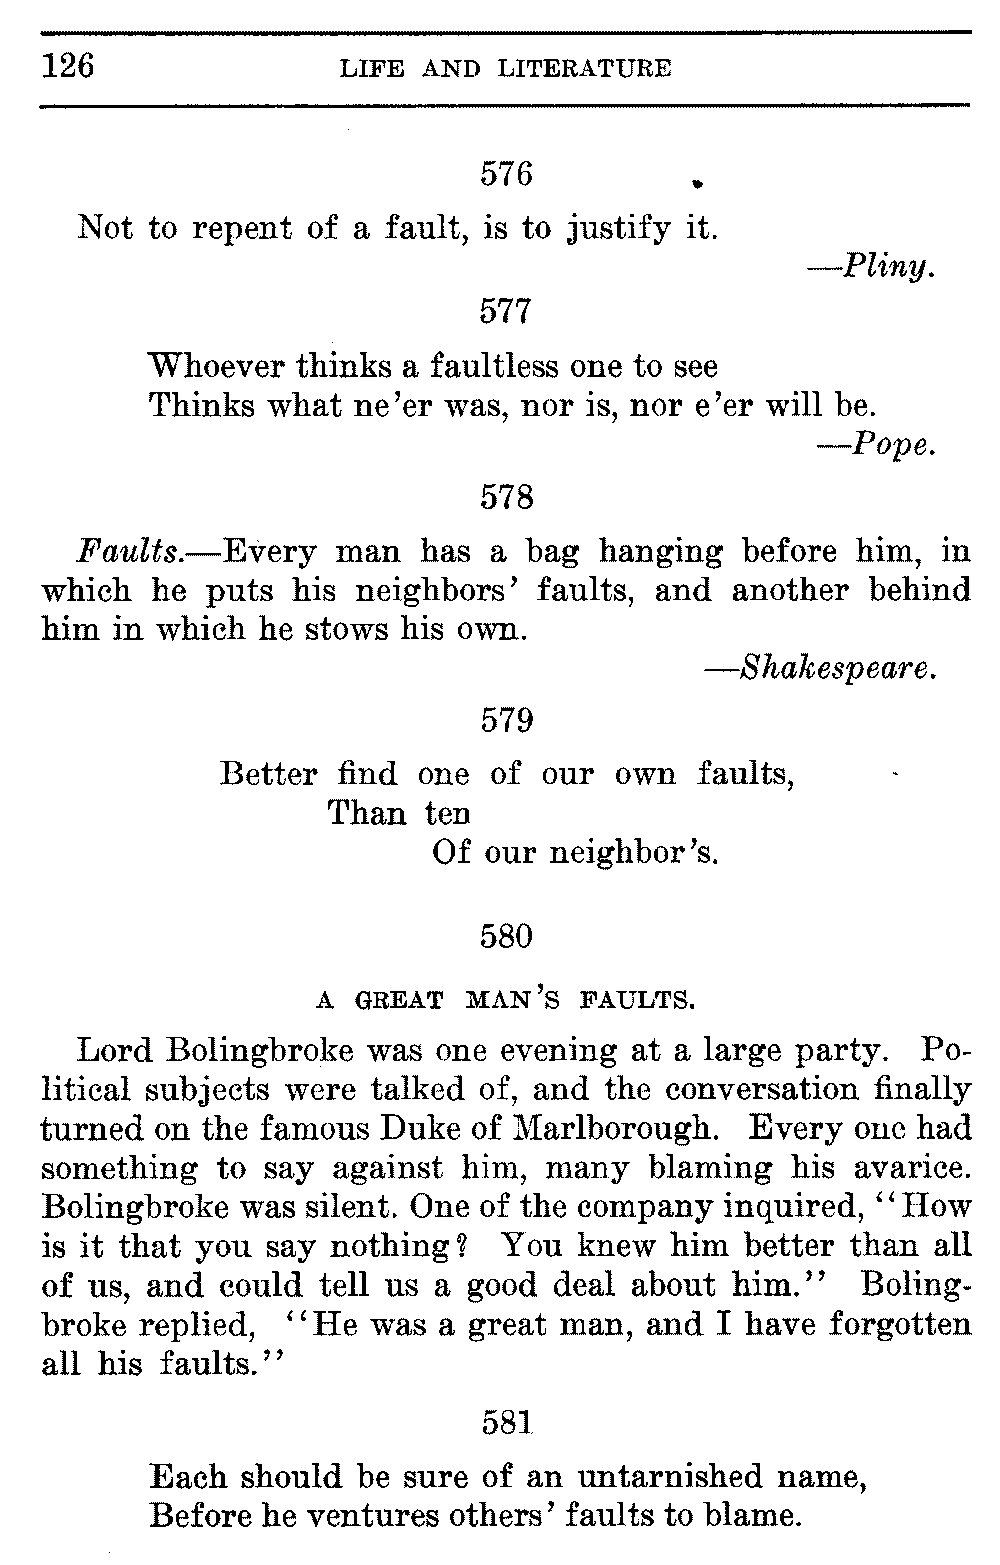 126 LIFE AND LITERATURE
576
Not to repent of a fault, is to justify it.
—Pliny.
577
Whoever thinks a faultless one to see
Thinks what ne'er was, nor is, nor e'er will be.
—Pope.
578
Faults.—Every man has a bag hanging before him, in
which he puts his neighbors' faults, and another behind
him in which he stows his own.
—Shakespeare.
579
Better find one of our own faults,
Than ten
Of our neighbor's.
580
A GREAT MAN'S FAULTS.
Lord Bolingbroke was one evening at a large party. Po-
litical subjects were talked of, and the conversation finally
turned on the famous Duke of Marlborough. Every one had
something to say against him, many blaming his avarice.
Bolingbroke was silent. One of the company inquired, "How
is it that you say nothing? You knew him better than all
of us, and could tell us a good deal about him." Boling-
broke replied, "He was a great man, and I have forgotten
all his faults."
581
Each should be sure of an untarnished name,
Before he ventures others' faults to blame.